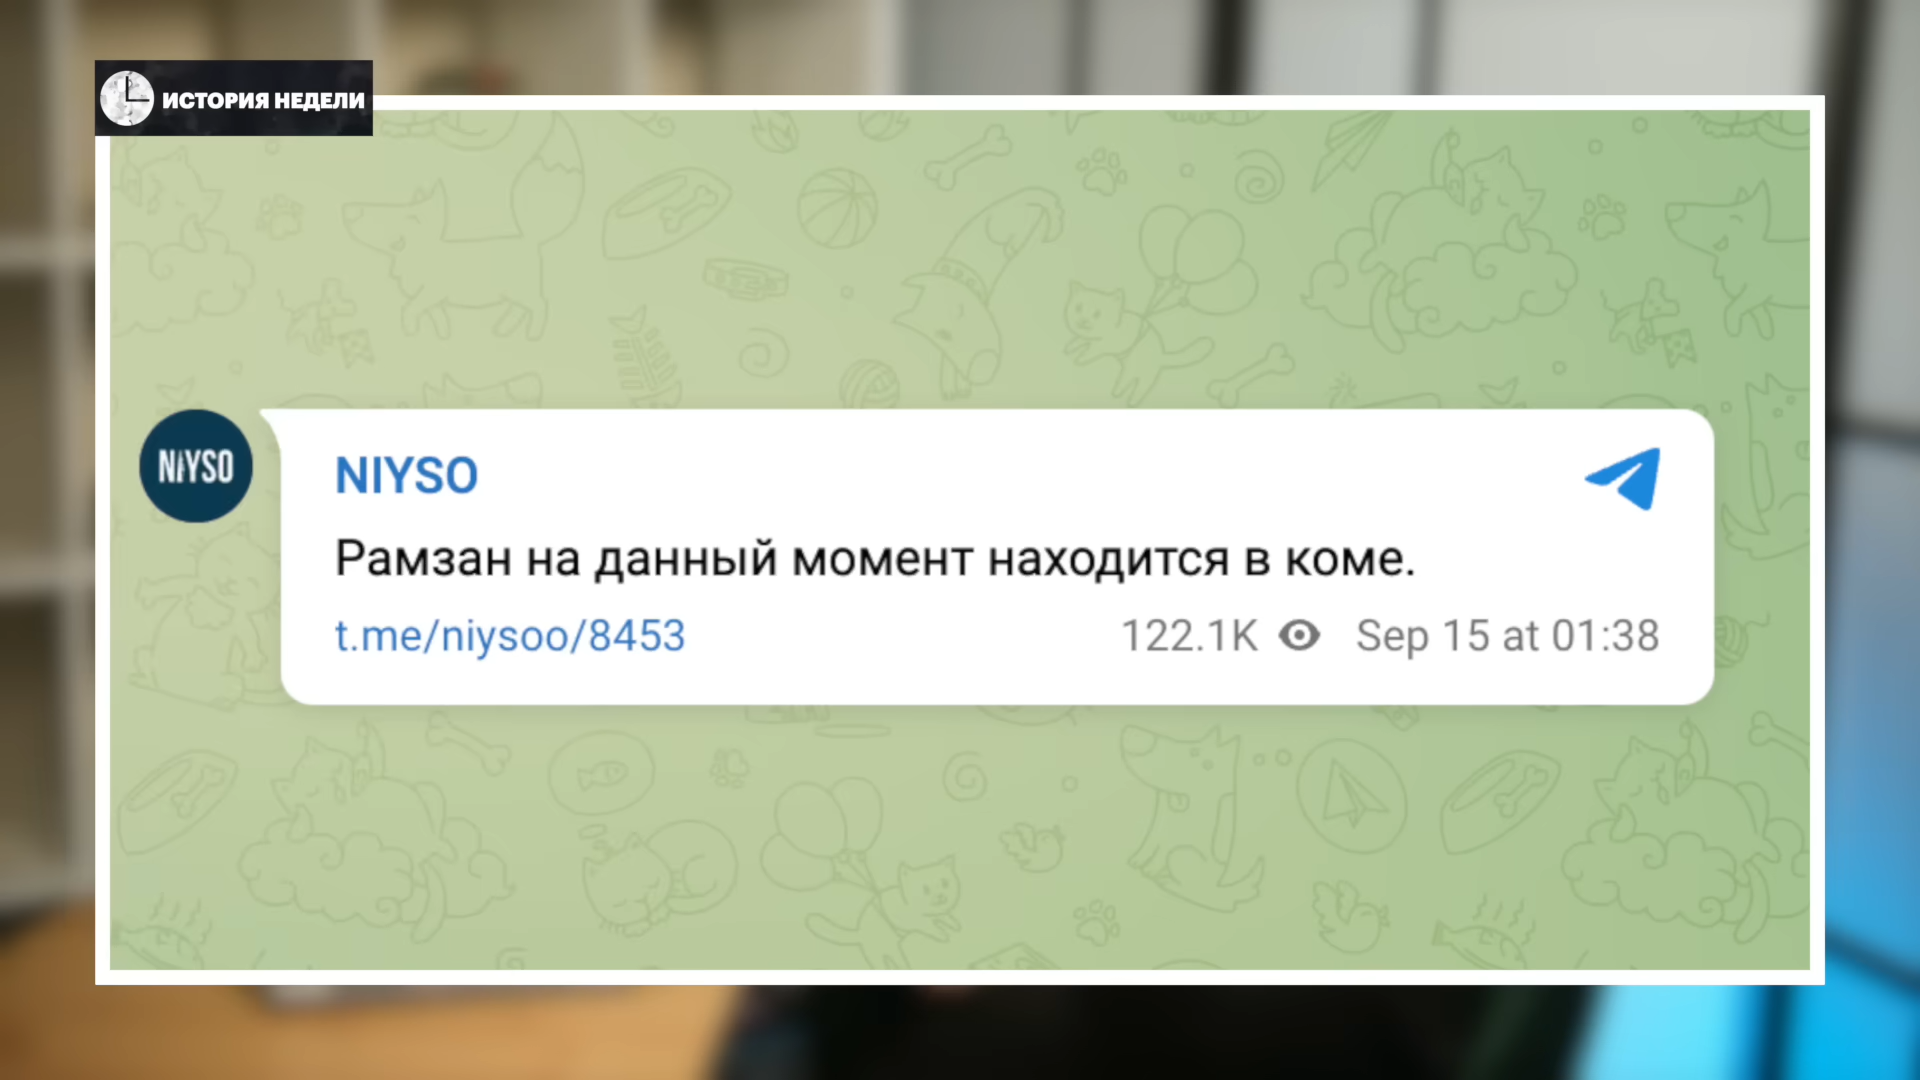 ИСТОРИЯ НЕДЕЛИ
NIYSO
NIYSO
Рамзан на данный момент находится в коме.
t.me/niysoo/8453 122.1K Sep 15 at 01:38